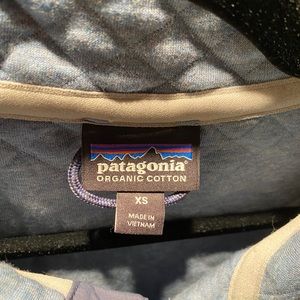 patagonia
ORGANIC COTTON
XS
MADE IN
VIETNAM